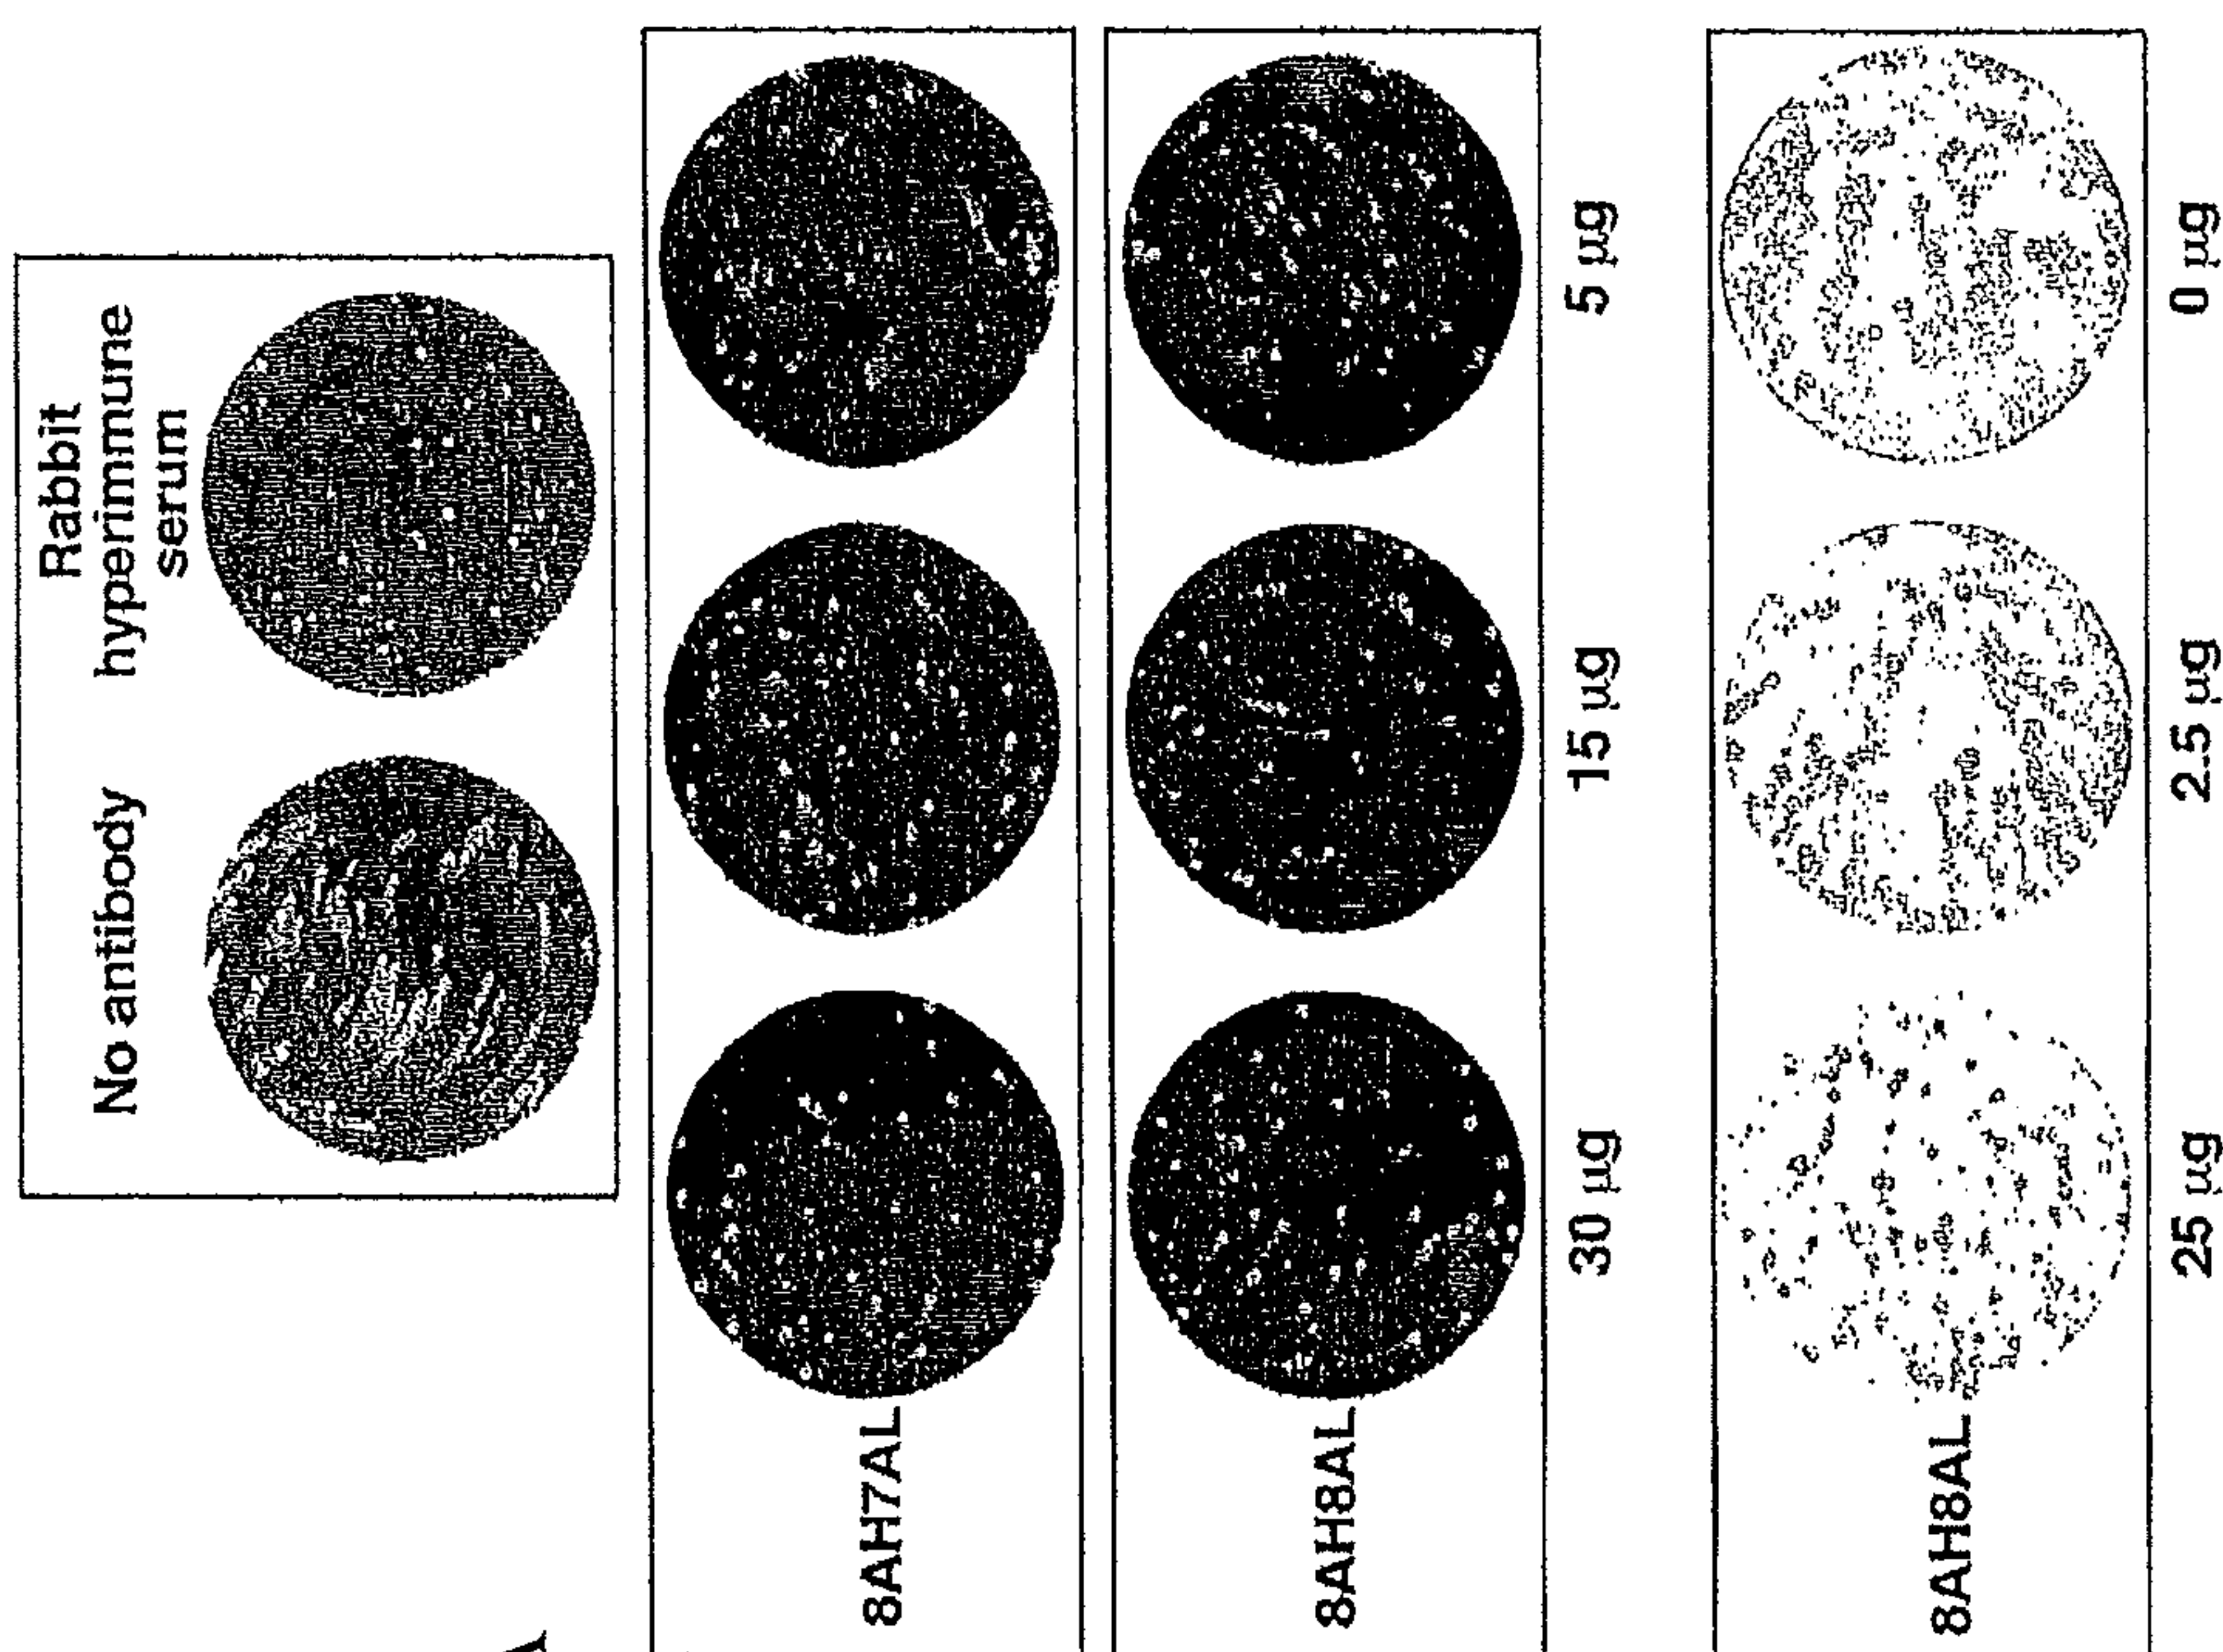 No antibody
Rabbit
hyperimmune
serum
8AH7AL
8AH8AL
30 µg
15 µg
5 µg
8AH8AL
25 µg
2.5 µg
0 µg